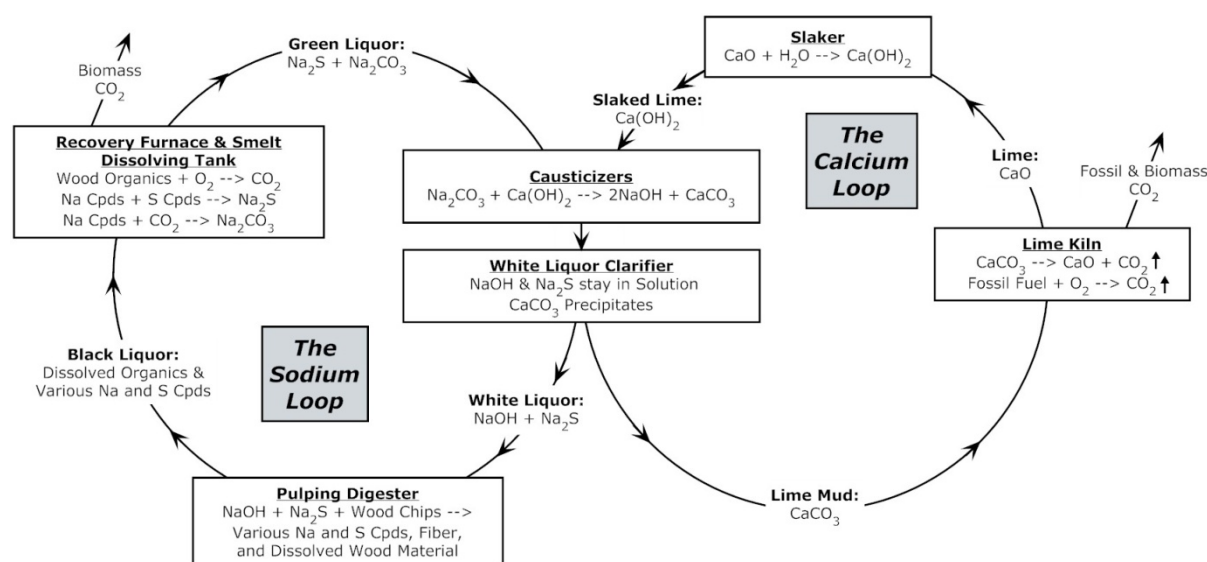 Biomass
CO₂
Green Liquor:
Na₂S + Na₂CO₃
Slaker
CaO + H₂O --> Ca(OH)₂
Slaked Lime:
Ca(OH)₂
The
Calcium
Loop
Lime:
CaO
Fossil & Biomass
CO₂
Recovery Furnace & Smelt
Dissolving Tank
Wood Organics + O₂ --> CO₂
Na Cpds + S Cpds --> Na₂S
Na Cpds + CO₂ --> Na₂CO₃
Causticizers
Na₂CO₃ + Ca(OH)₂ --> 2NaOH + CaCO₃
White Liquor Clarifier
NaOH & Na₂S stay in Solution
CaCO₃ Precipitates
Lime Kiln
CaCO₃ --> CaO + CO₂
Fossil Fuel + O₂ --> CO₂
Black Liquor:
Dissolved Organics &
Various Na and S Cpds
The
Sodium
Loop
White Liquor:
NaOH + Na₂S
Pulping Digester
NaOH + Na₂S + Wood Chips -->
Various Na and S Cpds, Fiber,
and Dissolved Wood Material
Lime Mud:
CaCO₃